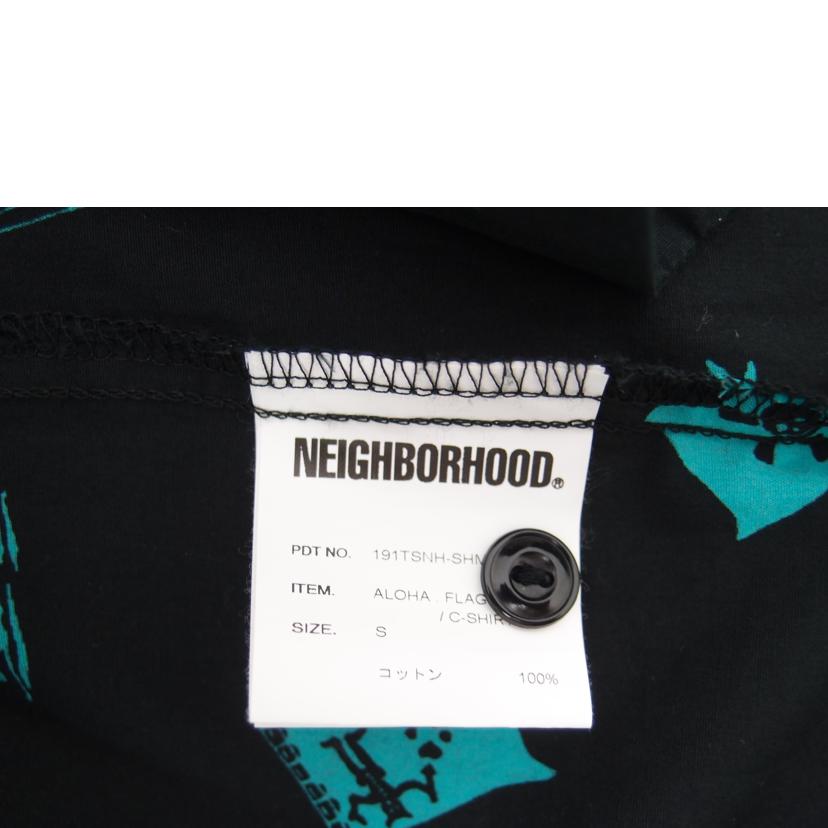 NEIGHBORHOOD®
PDT NO. 191TSNH-SHM
ITEM. ALOHA . FLAG
/ C-SHIR
SIZE. S
コットン 100%